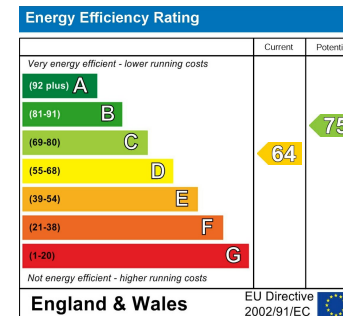 Energy Efficiency Rating
Current
Very energy efficient - lower running costs
(92 plus) A
(81-91) B
(69-80) C
(55-68) D
(39-54) E
(21-38) F
(1-20) G
64
75
Not energy efficient - higher running costs
England & Wales
EU Directive
2002/91/EC